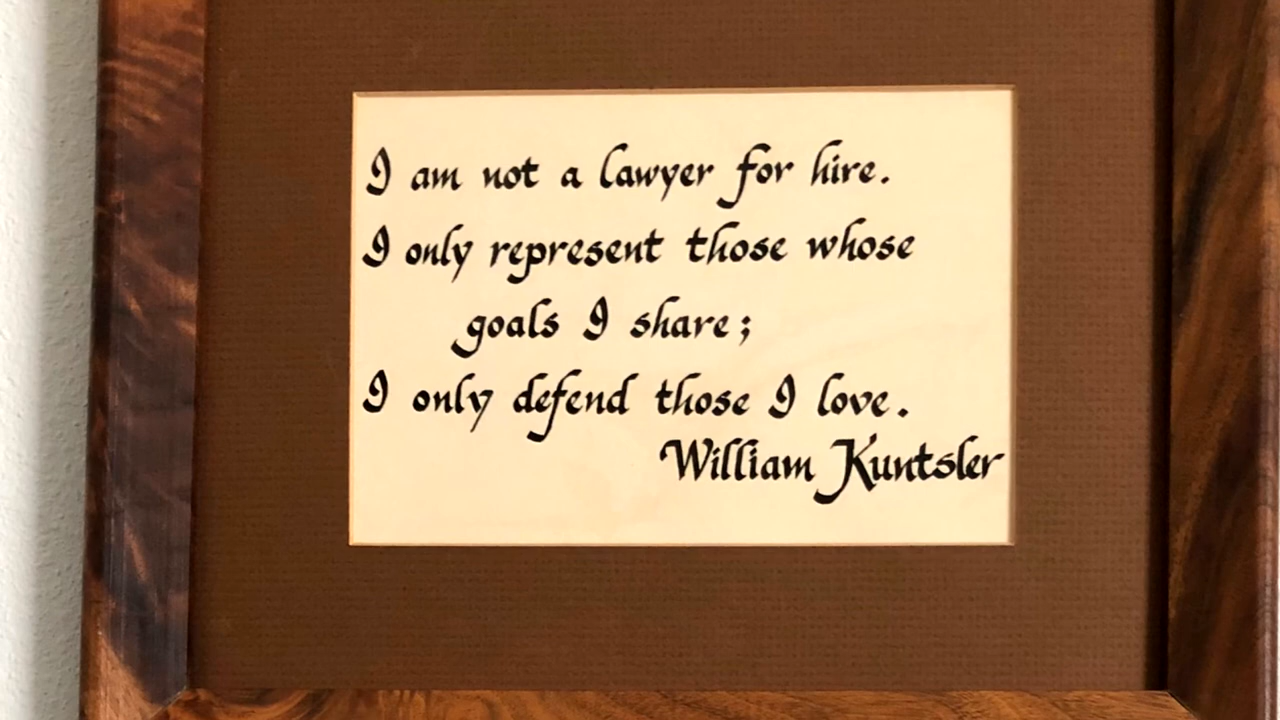 I am not a lawyer for hire.
I only represent those whose
goals I share;
I only defend those I love.
William Kuntsler